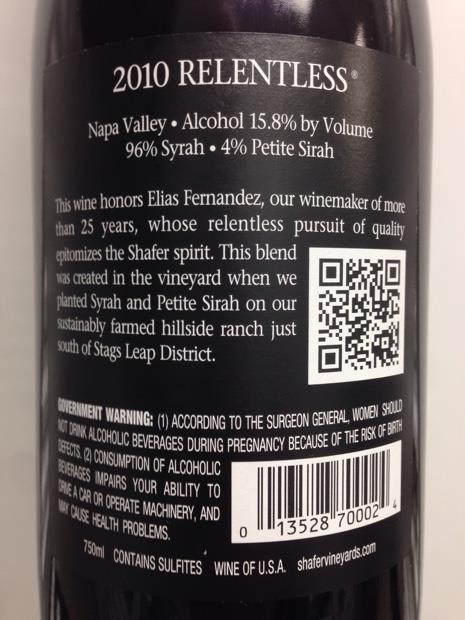 2010 RELENTLESS®
Napa Valley • Alcohol 15.8% by Volume
96% Syrah • 4% Petite Sirah
This wine honors Elias Fernandez, our winemaker of more
than 25 years, whose relentless pursuit of quality
epitomizes the Shafer spirit. This blend
was created in the vineyard when we
planted Syrah and Petite Sirah on our
sustainably farmed hillside ranch just
south of Stags Leap District.
GOVERNMENT WARNING: (1) ACCORDING TO THE SURGEON GENERAL, WOMEN SHOULD
NOT DRINK ALCOHOLIC BEVERAGES DURING PREGNANCY BECAUSE OF THE RISK OF BIRTH
DEFECTS. (2) CONSUMPTION OF ALCOHOLIC
BEVERAGES IMPAIRS YOUR ABILITY TO
DRIVE A CAR OR OPERATE MACHINERY, AND
MAY CAUSE HEALTH PROBLEMS.
0 13528 70002 4
750ml CONTAINS SULFITES WINE OF U.S.A. shafervineyards.com